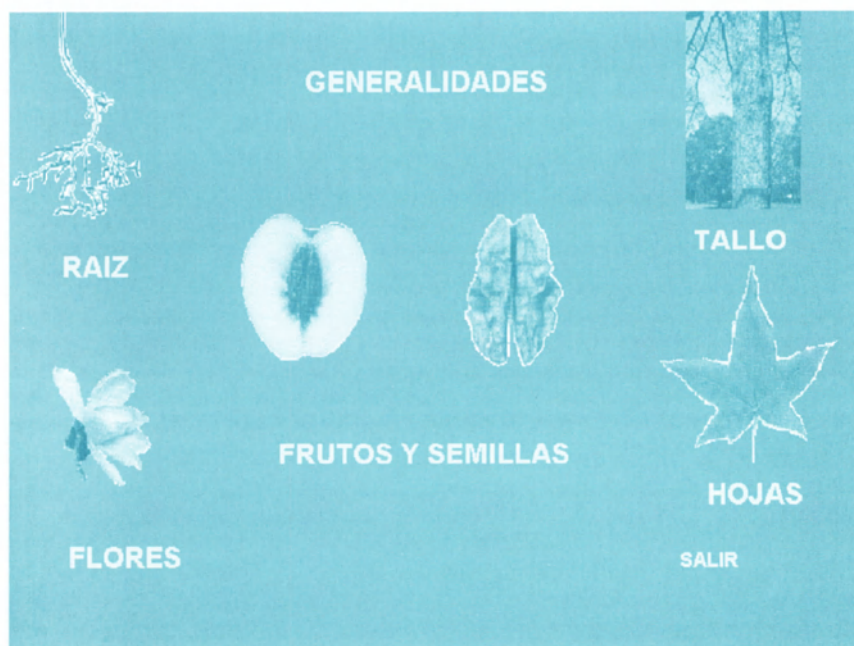 GENERALIDADES
TALLO
RAIZ
FRUTOS Y SEMILLAS
HOJAS
FLORES
SALIR